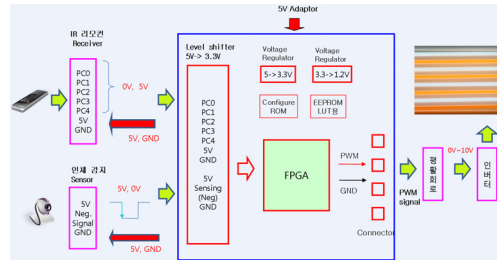 5V Adaptor
IR 리모컨
Receiver
PC0
PC1
PC2
PC3
PC4
5V
GND
0V, 5V
5V, GND
인체 감지
Sensor
5V
Neg.
Signal
GND
5V, 0V
5V, GND
Level shifter
5V-> 3.3V
PC0
PC1
PC2
PC3
PC4
5V
GND
5V
Sensing
(Neg)
GND
Voltage
Regulator
5->3.3V
Voltage
Regulator
3.3->1.2V
Configure
ROM
EEPROM
LUT용
FPGA
PWM
GND
Connector
PWM
signal
평활회로
0V~10V
인버터